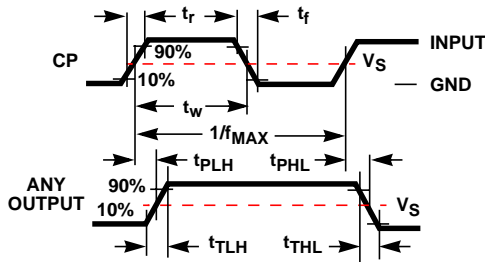 tr
tf
INPUT
CP
90%
VS
10%
GND
tw
1/fMAX
tPLH
tPHL
ANY
OUTPUT
90%
10%
VS
tTLH
tTHL